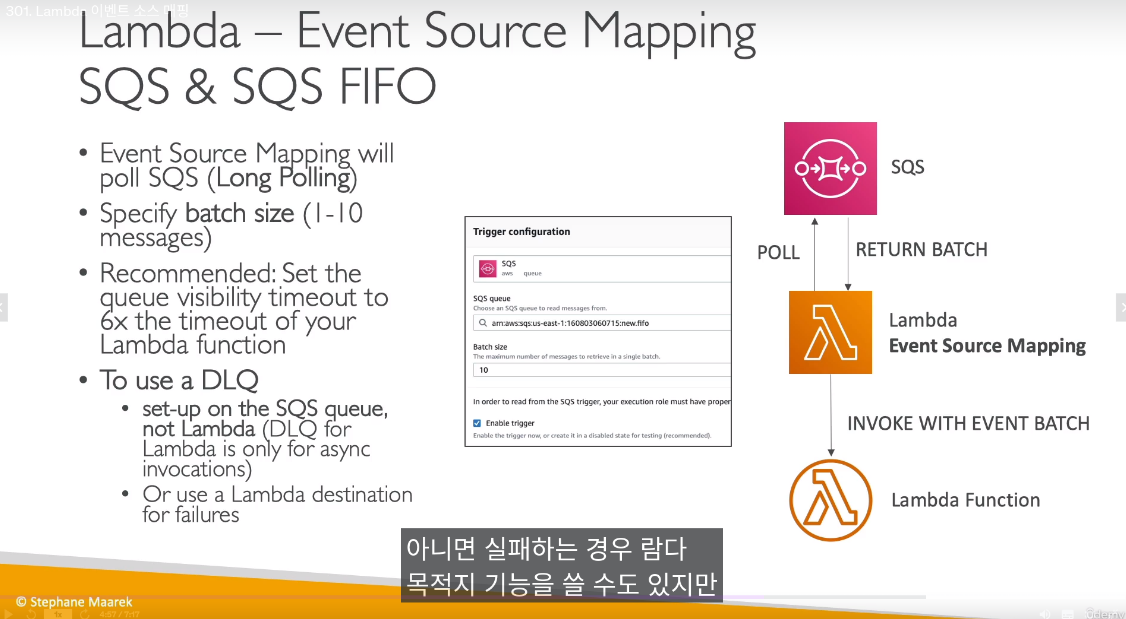 301. Lambda 이벤트 소스 매핑
Lambda – Event Source Mapping
SQS & SQS FIFO
• Event Source Mapping will
poll SQS (Long Polling)
• Specify batch size (1-10
messages)
• Recommended: Set the
queue visibility timeout to
6x the timeout of your
Lambda function
• To use a DLQ
• set-up on the SQS queue,
not Lambda (DLQ for
Lambda is only for async
invocations)
• Or use a Lambda destination
for failures
Trigger configuration
SQS
aws queue
SQS queue
Choose an SQS queue to read messages from.
arn:aws:sqs:us-east-1:160803060715:new.fifo
Batch size
The maximum number of messages to retrieve in a single batch.
10
In order to read from the SQS trigger, your execution role must have proper
Enable trigger
Enable the trigger now, or create it in a disabled state for testing (recommended).
SQS
POLL
RETURN BATCH
Lambda
Event Source Mapping
INVOKE WITH EVENT BATCH
Lambda Function
아니면 실패하는 경우 람다
목적지 기능을 쓸 수도 있지만
© Stephane Maarek
ûdemy